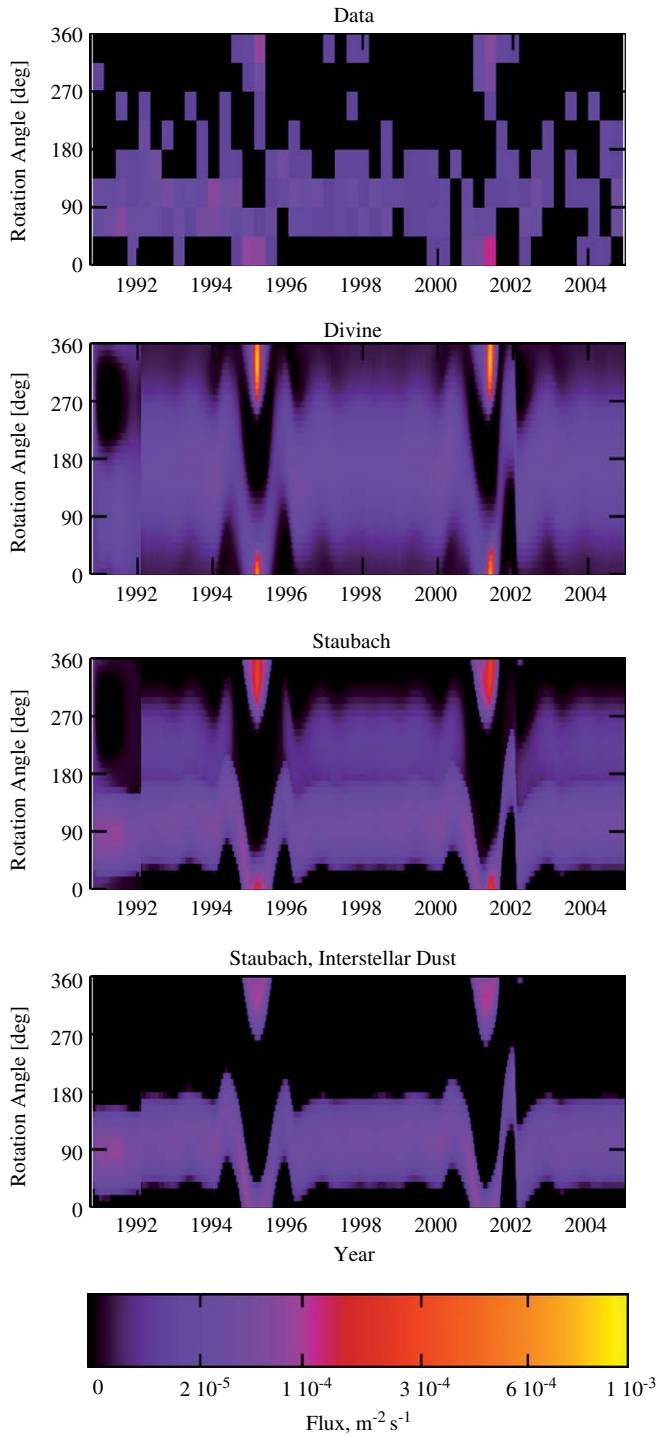 Data
Rotation Angle [deg]
360
270
180
90
0
1992 1994 1996 1998 2000 2002 2004
Divine
Rotation Angle [deg]
360
270
180
90
0
1992 1994 1996 1998 2000 2002 2004
Staubach
Rotation Angle [deg]
360
270
180
90
0
1992 1994 1996 1998 2000 2002 2004
Staubach, Interstellar Dust
Rotation Angle [deg]
360
270
180
90
0
1992 1994 1996 1998 2000 2002 2004
Year
0 2 10⁻⁵ 1 10⁻⁴ 3 10⁻⁴ 6 10⁻⁴ 1 10⁻³
Flux, m⁻² s⁻¹